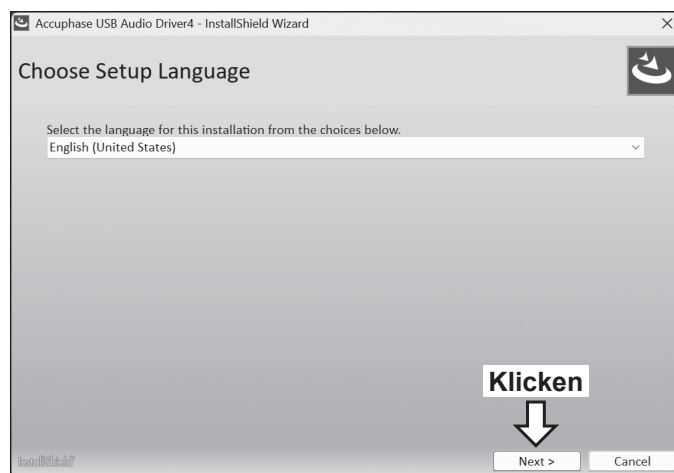 Accuphase USB Audio Driver4 - InstallShield Wizard
Choose Setup Language
Select the language for this installation from the choices below.
English (United States)
Klicken
InstallShield
Next >
Cancel